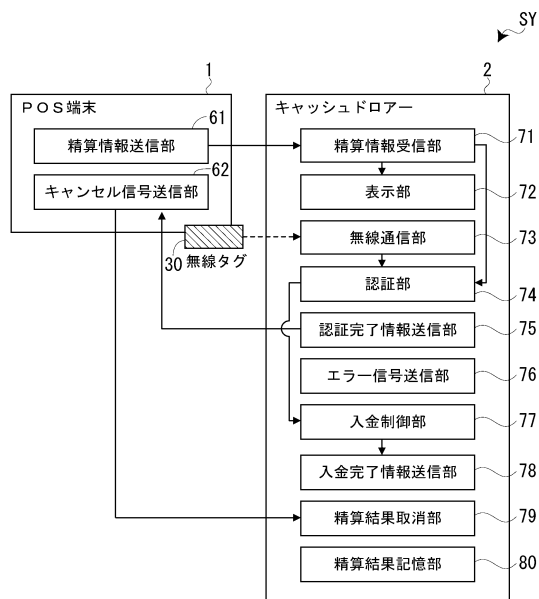 SY
1
POS端末
61
精算情報送信部
62
キャンセル信号送信部
30
無線タグ
2
キャッシュドロアー
精算情報受信部
71
表示部
72
無線通信部
73
認証部
74
認証完了情報送信部
75
エラー信号送信部
76
入金制御部
77
入金完了情報送信部
78
精算結果取消部
79
精算結果記憶部
80